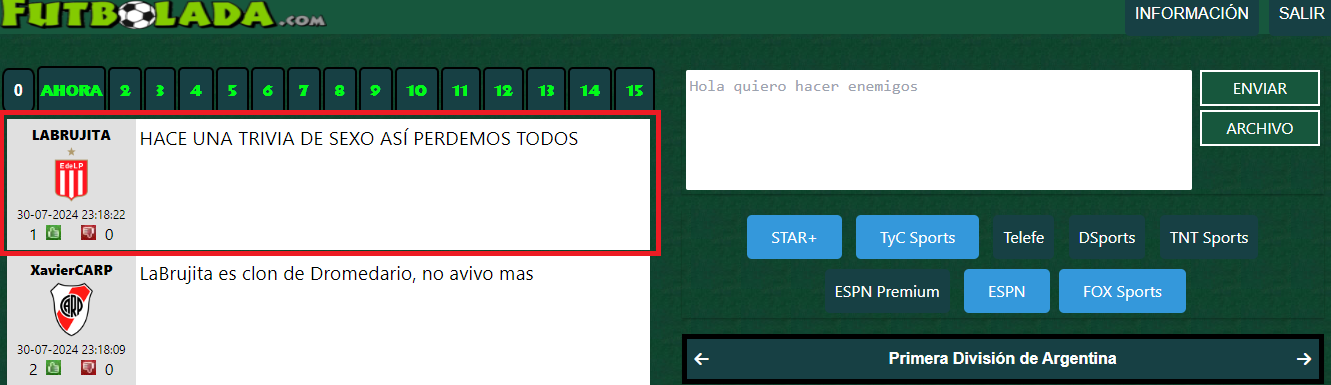 FUTBOLADA.COM
INFORMACIÓN SALIR
0 AHORA 2 3 4 5 6 7 8 9 10 11 12 13 14 15
LABRUJITA
EdeLP
30-07-2024 23:18:22
1 0
HACE UNA TRIVIA DE SEXO ASÍ PERDEMOS TODOS
XavierCARP
CARP
30-07-2024 23:18:09
2 0
LaBrujita es clon de Dromedario, no avivo mas
Hola quiero hacer enemigos
ENVIAR
ARCHIVO
STAR+ TyC Sports Telefe DSports TNT Sports
ESPN Premium ESPN FOX Sports
← Primera División de Argentina →